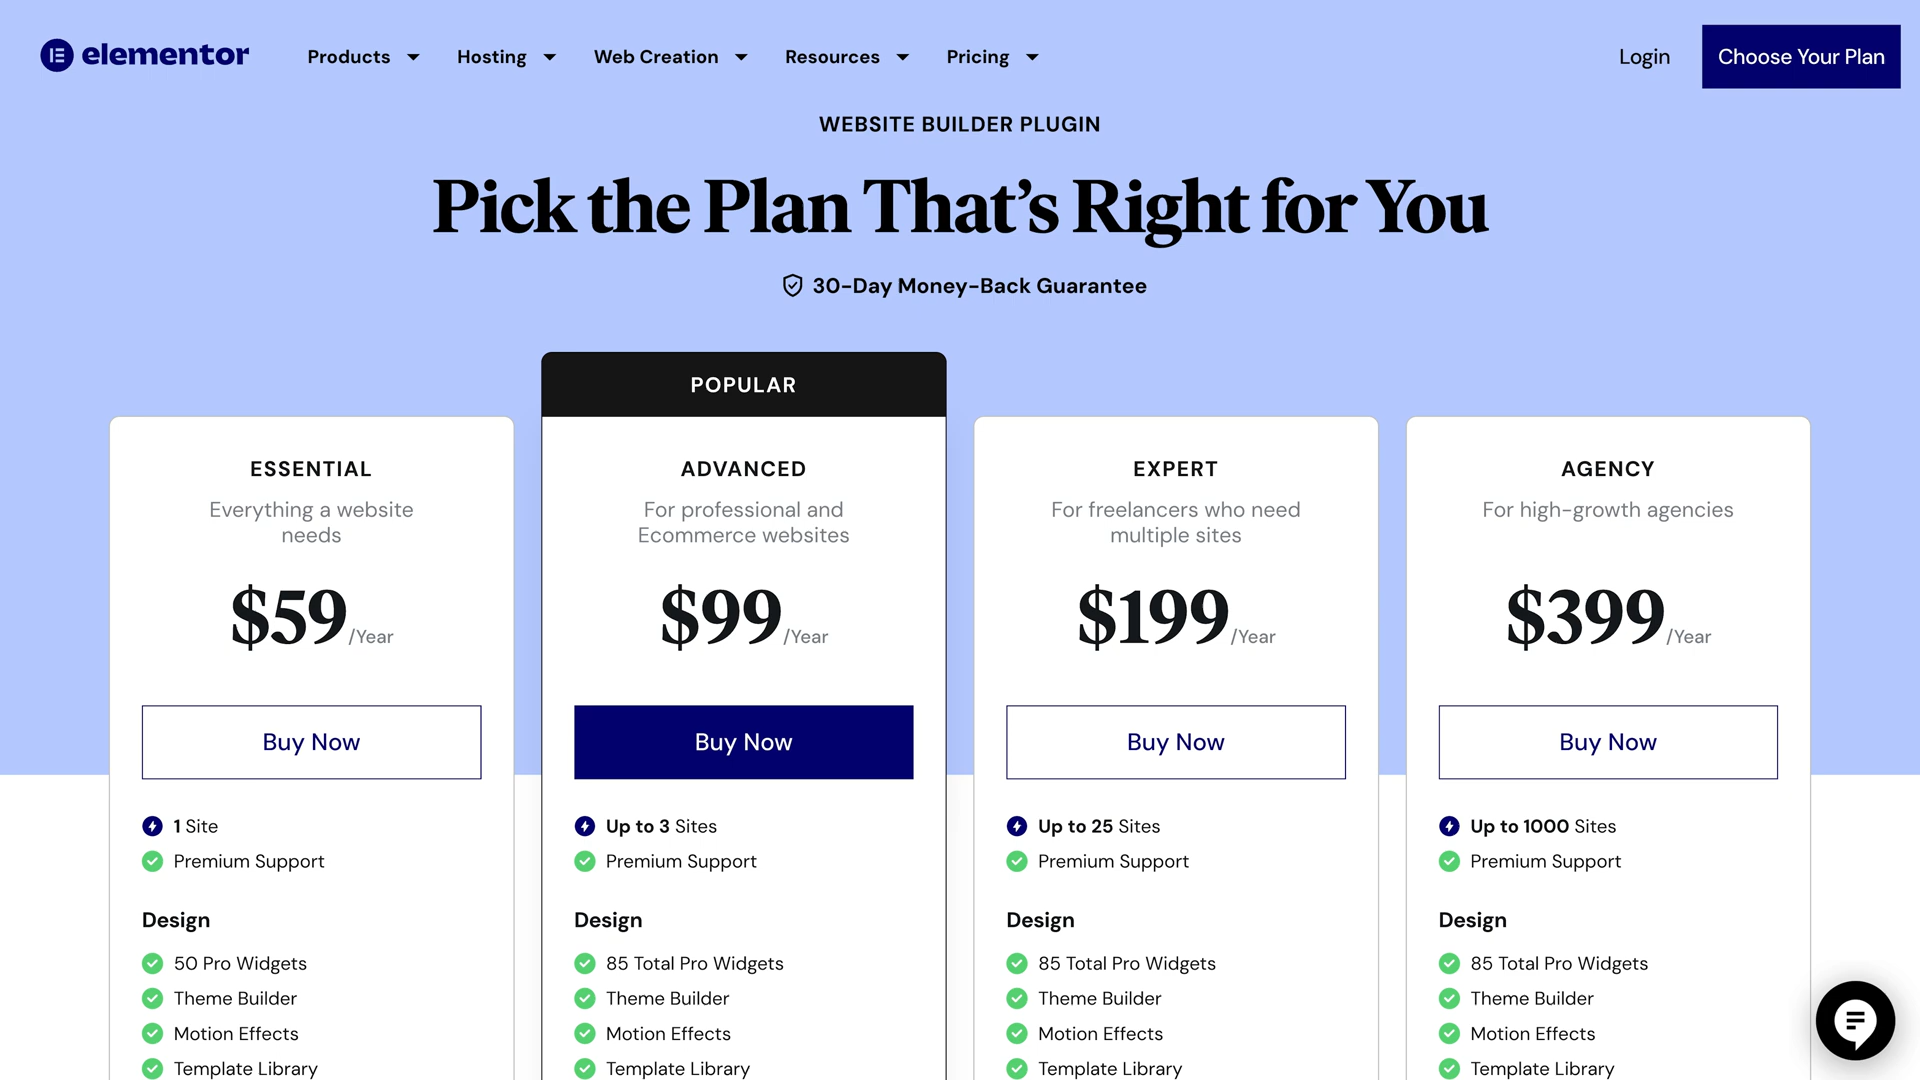 elementor
Products
Hosting
Web Creation
Resources
Pricing
Login
Choose Your Plan
WEBSITE BUILDER PLUGIN
Pick the Plan That's Right for You
30-Day Money-Back Guarantee
ESSENTIAL
Everything a website
needs
$59 /Year
Buy Now
1 Site
Premium Support
Design
50 Pro Widgets
Theme Builder
Motion Effects
Template Library
POPULAR
ADVANCED
For professional and
Ecommerce websites
$99 /Year
Buy Now
Up to 3 Sites
Premium Support
Design
85 Total Pro Widgets
Theme Builder
Motion Effects
Template Library
EXPERT
For freelancers who need
multiple sites
$199 /Year
Buy Now
Up to 25 Sites
Premium Support
Design
85 Total Pro Widgets
Theme Builder
Motion Effects
Template Library
AGENCY
For high-growth agencies
$399 /Year
Buy Now
Up to 1000 Sites
Premium Support
Design
85 Total Pro Widgets
Theme Builder
Motion Effects
Template Library